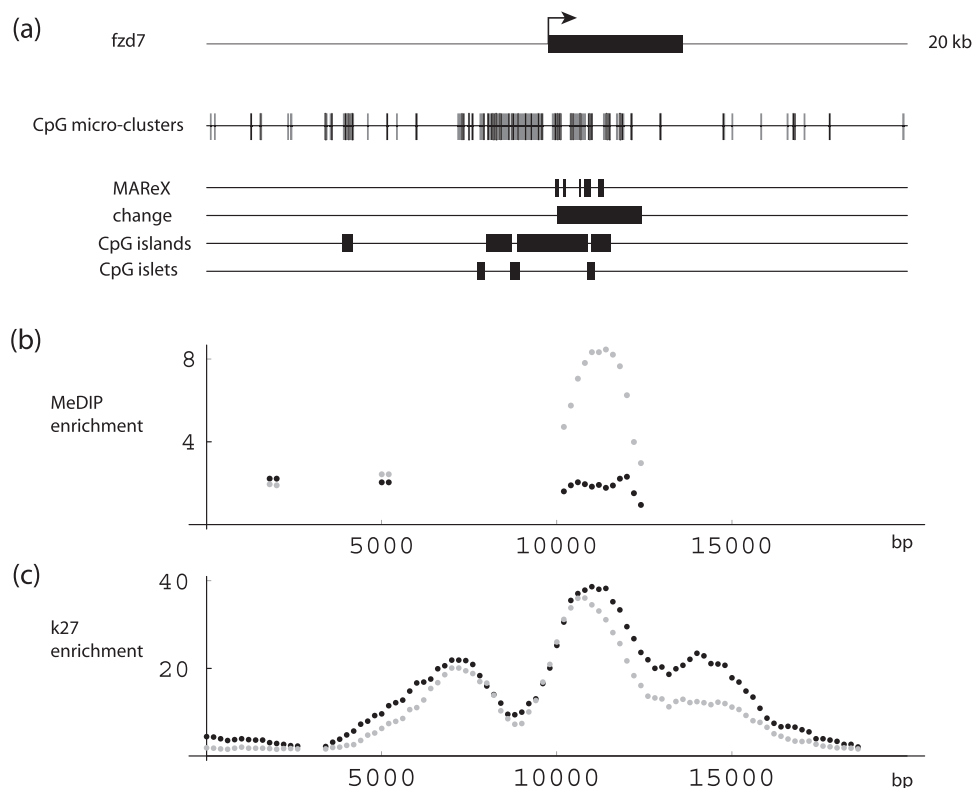 (a)
fzd7
20 kb
CpG micro-clusters
MAReX
change
CpG islands
CpG islets
(b)
8
MeDIP
enrichment
4
5000 10000 15000 bp
(c)
40
k27
enrichment
20
5000 10000 15000 bp